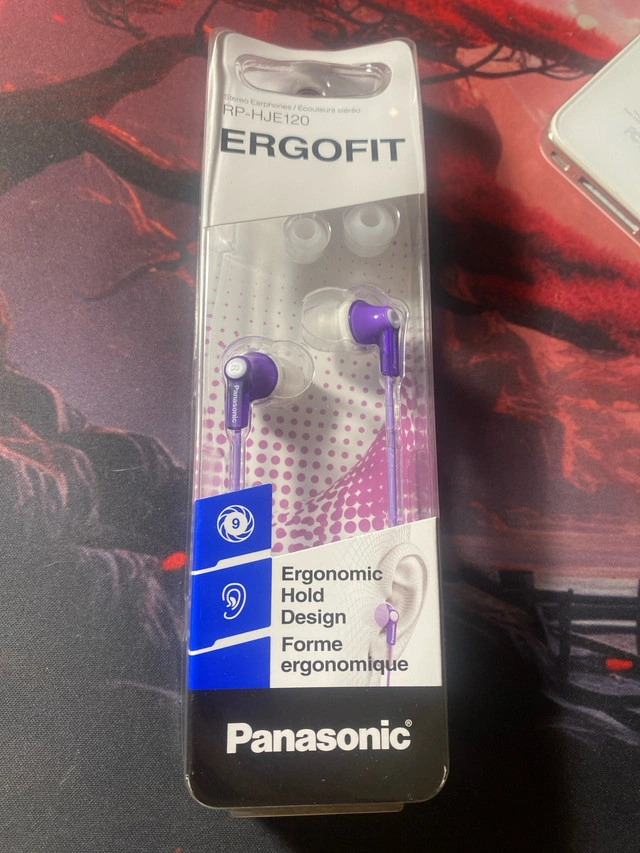 Stereo Earphones / Écouteurs stéréo
RP-HJE120
ERGOFIT
R
Panasonic
9
Ergonomic
Hold
Design
Forme
ergonomique
Panasonic®